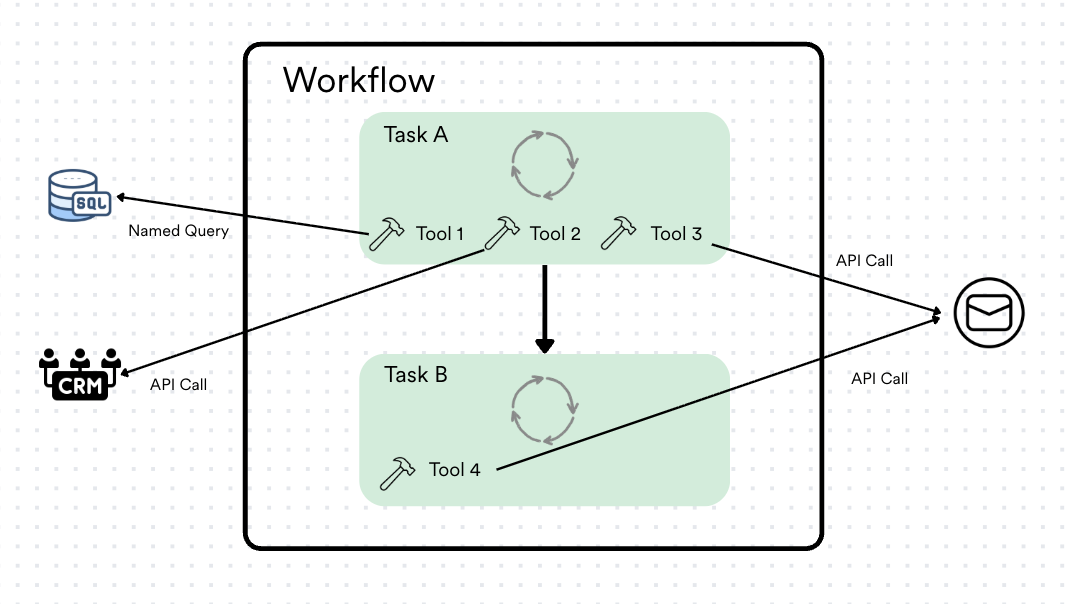 Workflow
Task A
SQL
Named Query
Tool 1
Tool 2
Tool 3
API Call
CRM
API Call
Task B
API Call
Tool 4